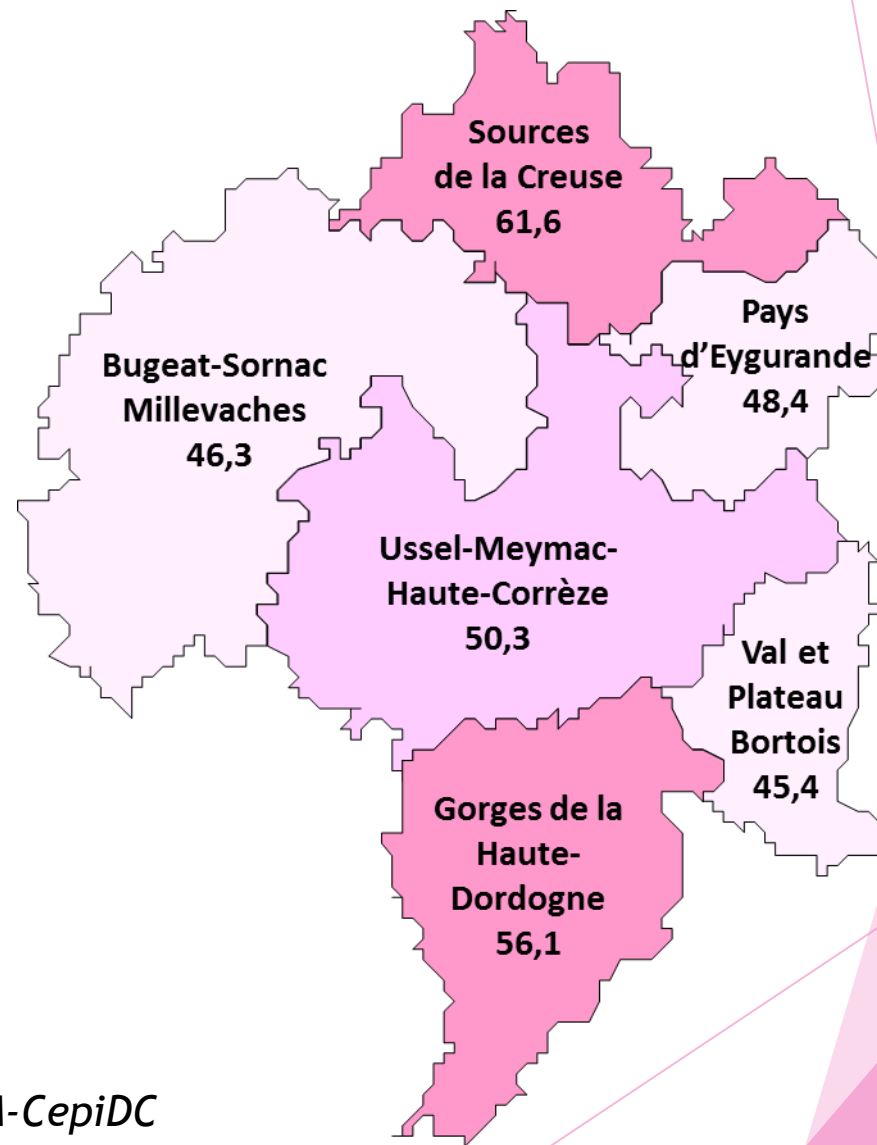 Sources
de la Creuse
61,6
Pays
d'Eygurande
48,4
Bugeat-Sornac
Millevaches
46,3
Ussel-Meymac-
Haute-Corrèze
50,3
Val et
Plateau
Bortois
45,4
Gorges de la
Haute-
Dordogne
56,1
-CepiDC